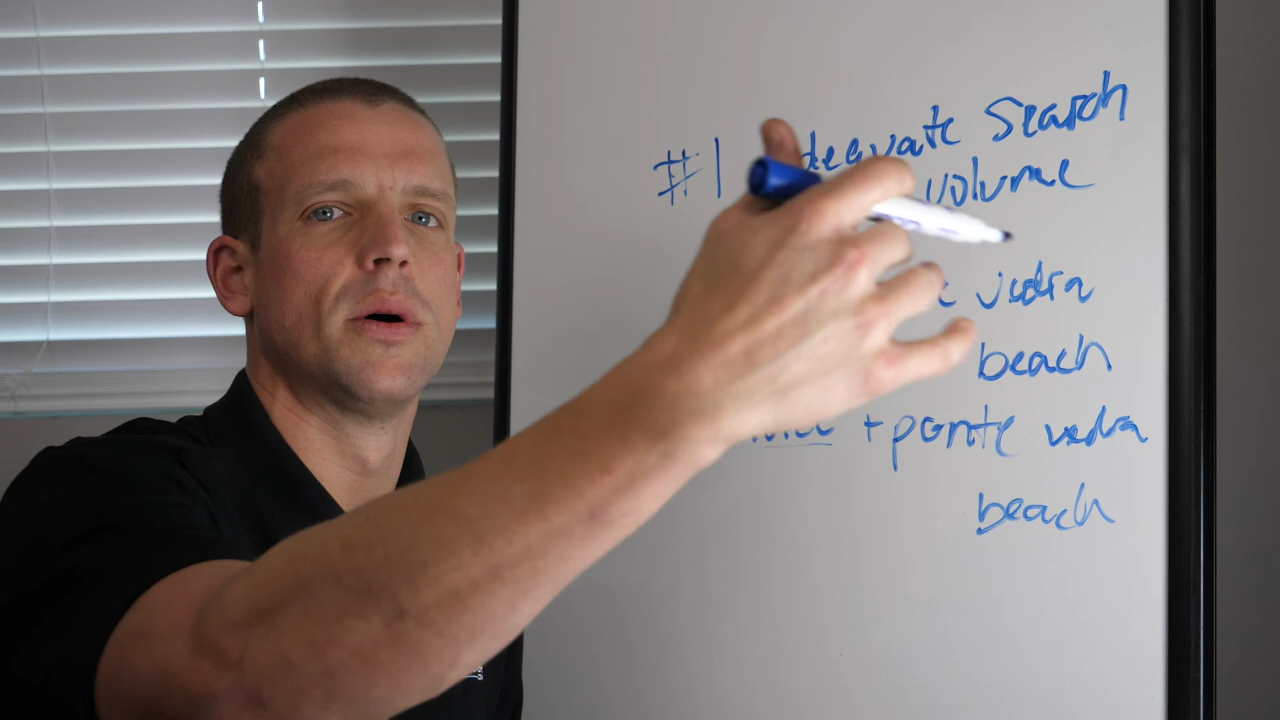 #1 Adequate Search
volume
vedra
beach
+ ponte vedra
beach